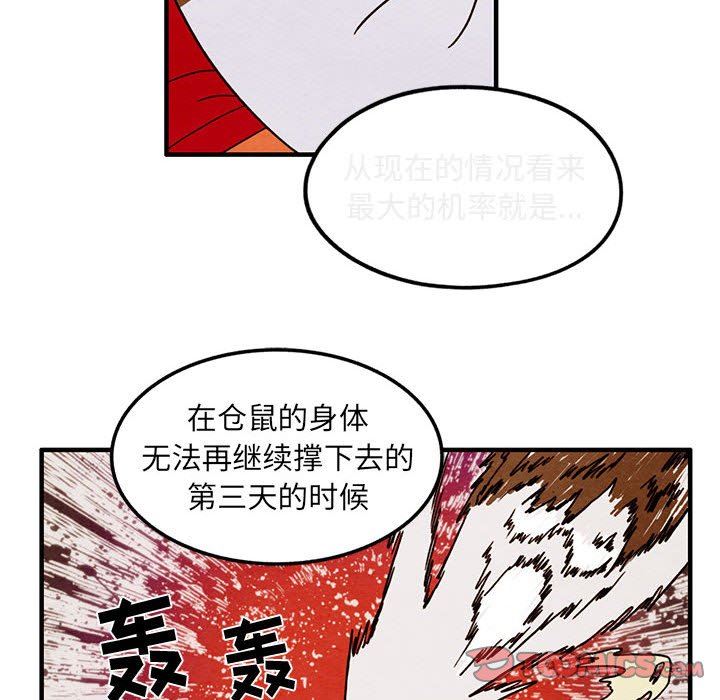 从现在的情况看来
最大的机率就是...
在仓鼠的身体
无法再继续撑下去的
第三天的时候
轰
轰
TOOMICS.COM